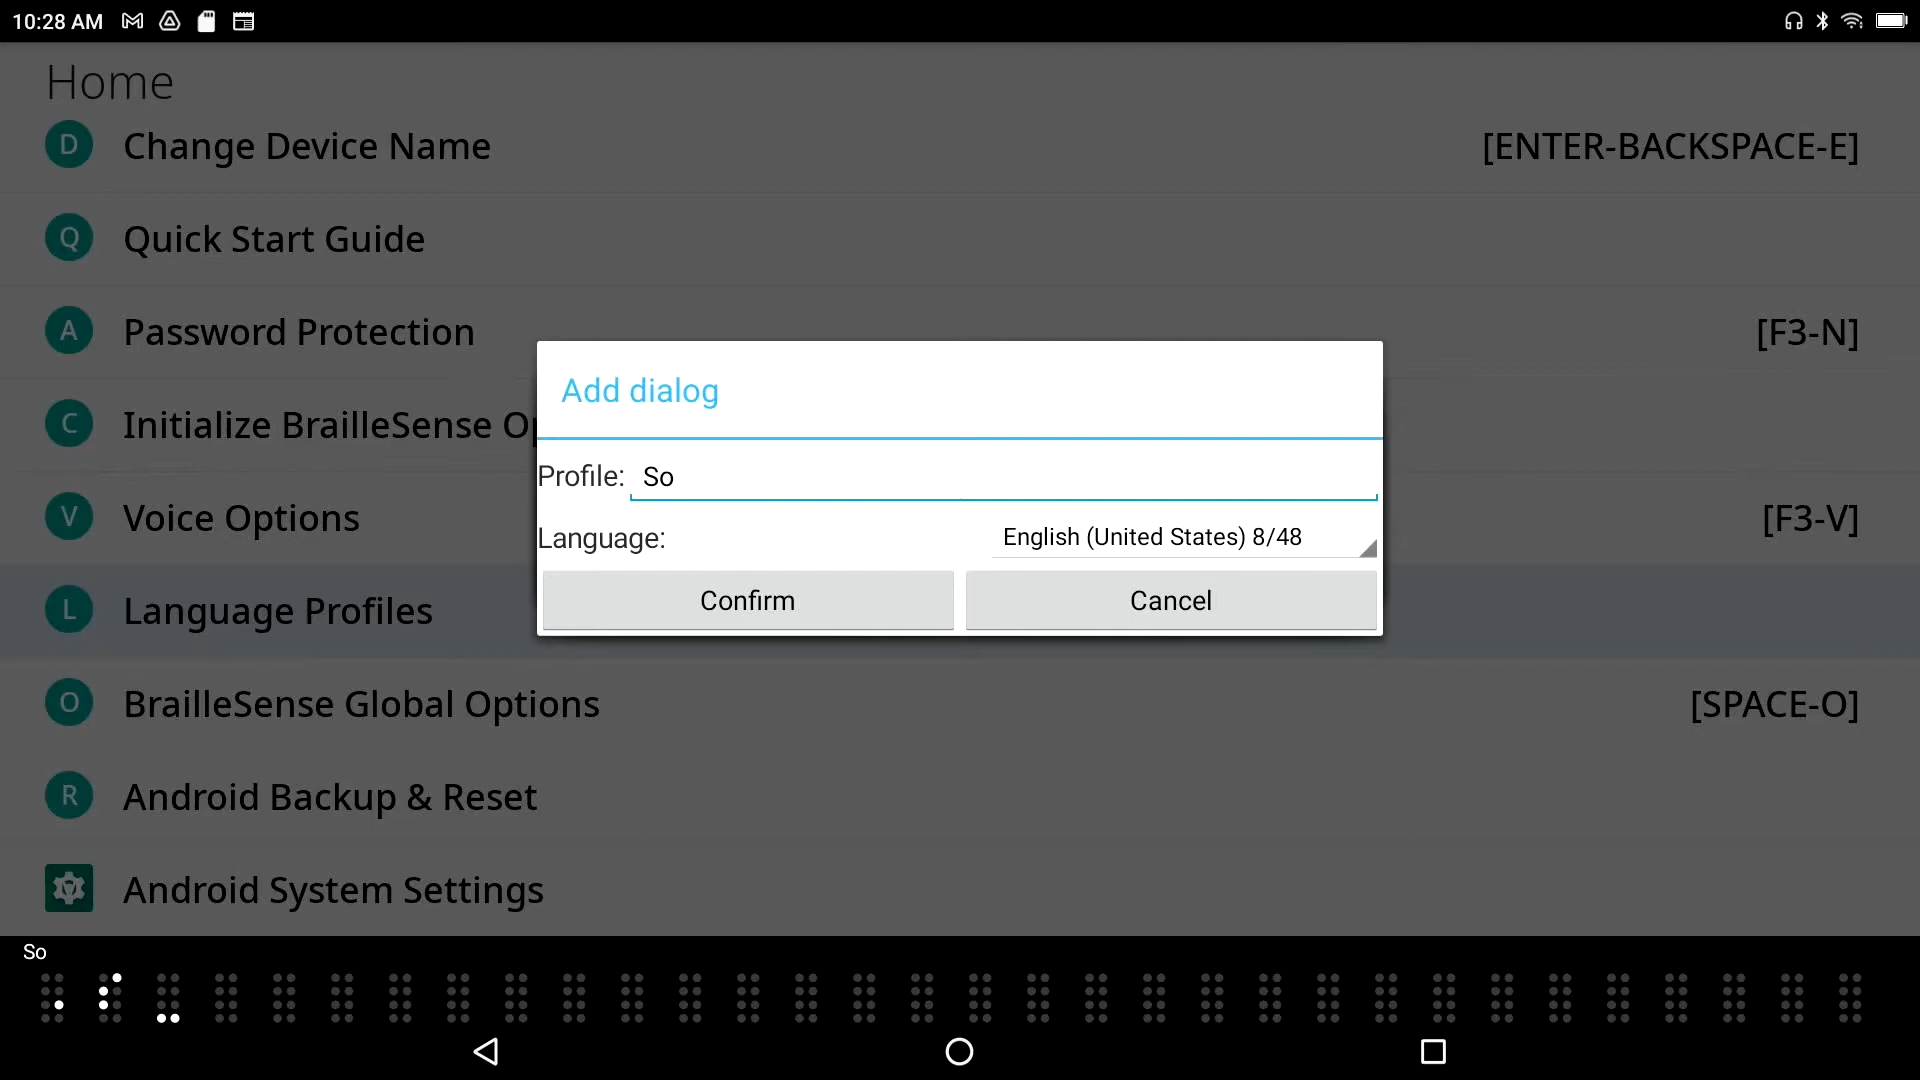 10:28 AM
Home
D Change Device Name [ENTER-BACKSPACE-E]
Q Quick Start Guide
A Password Protection [F3-N]
C Initialize BrailleSense O
V Voice Options [F3-V]
L Language Profiles
O BrailleSense Global Options [SPACE-O]
R Android Backup & Reset
Android System Settings
Add dialog
Profile: So
Language: English (United States) 8/48
Confirm Cancel
So